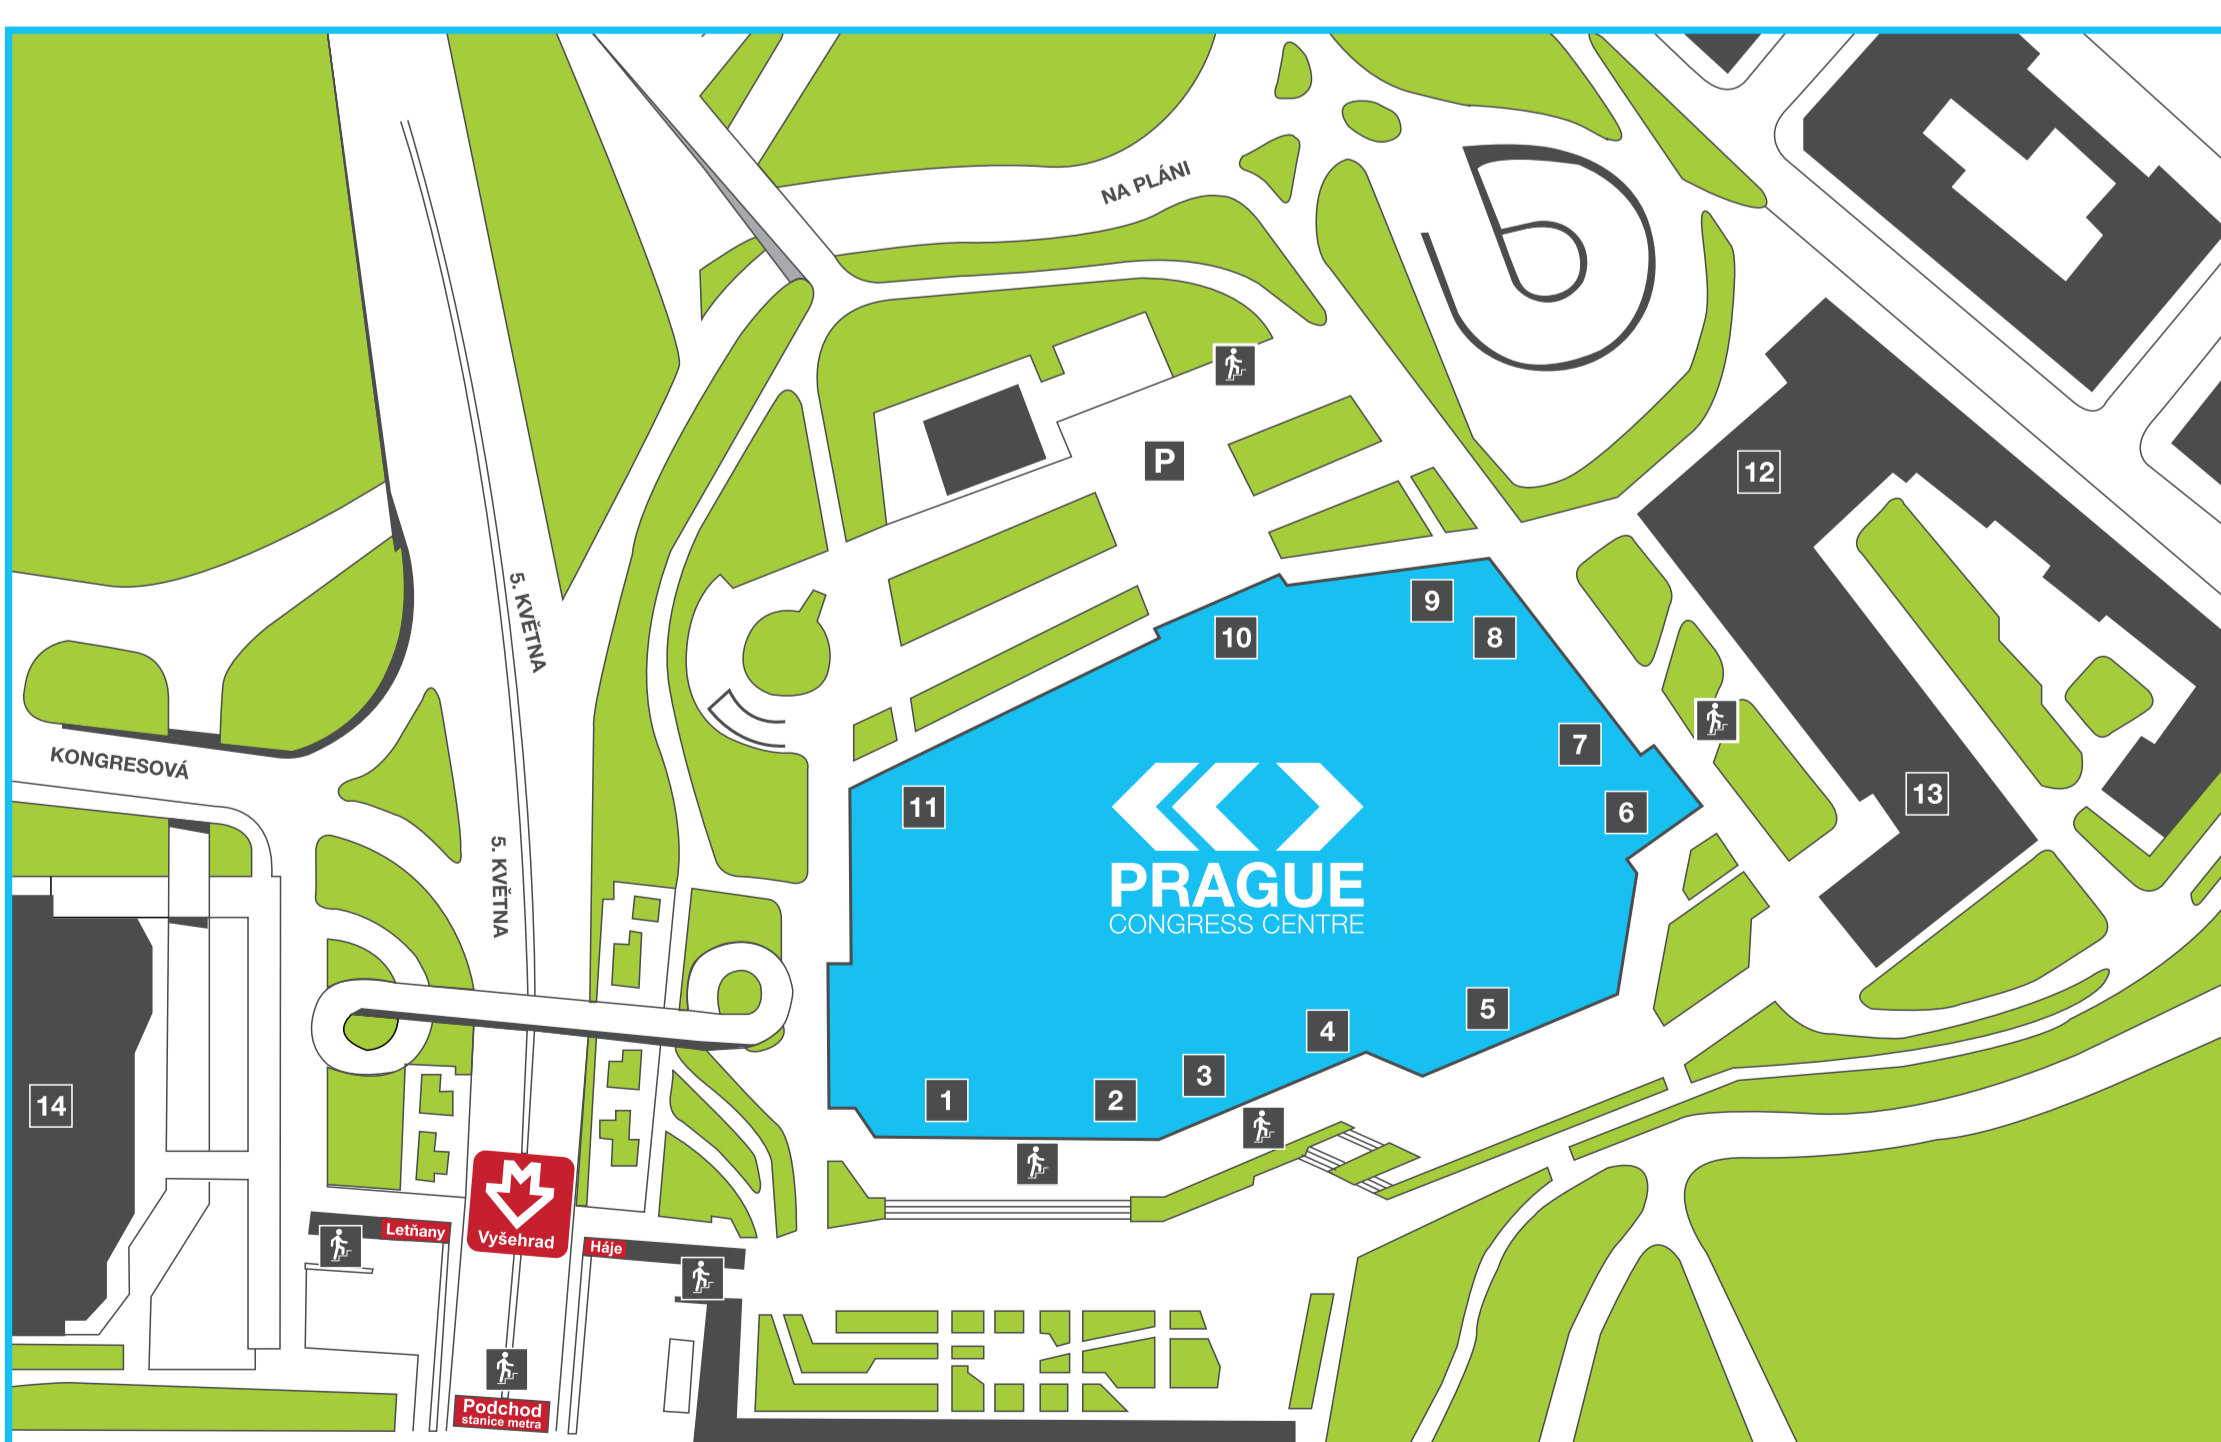 NA PLÁNI
P
12
5. KVĚTNA
9
10
8
KONGRESOVÁ
7
11
13
6
PRAGUE
CONGRESS CENTRE
5. KVĚTNA
5
4
3
14
1
2
Vyšehrad
Letňany
Háje
Podchod
stanice metra